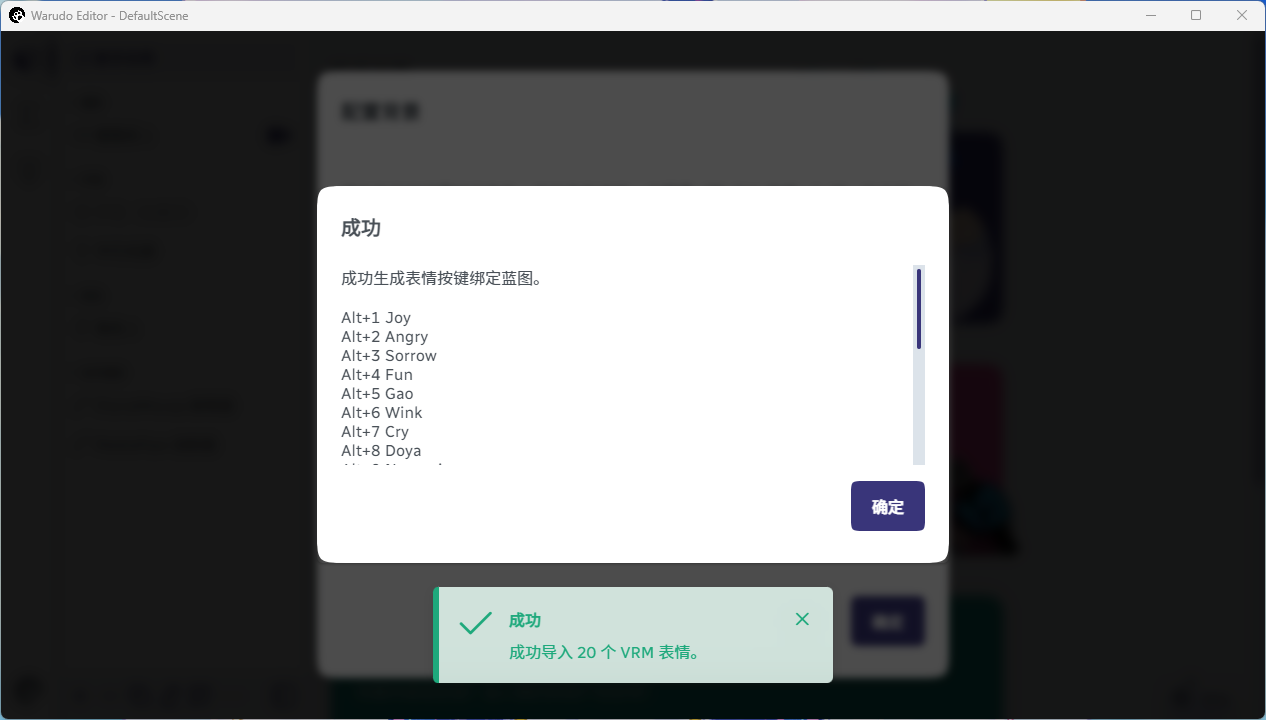 Warudo Editor - DefaultScene
成功
成功生成表情按键绑定蓝图。
Alt+1 Joy
Alt+2 Angry
Alt+3 Sorrow
Alt+4 Fun
Alt+5 Gao
Alt+6 Wink
Alt+7 Cry
Alt+8 Doya
确定
成功
成功导入 20 个 VRM 表情。